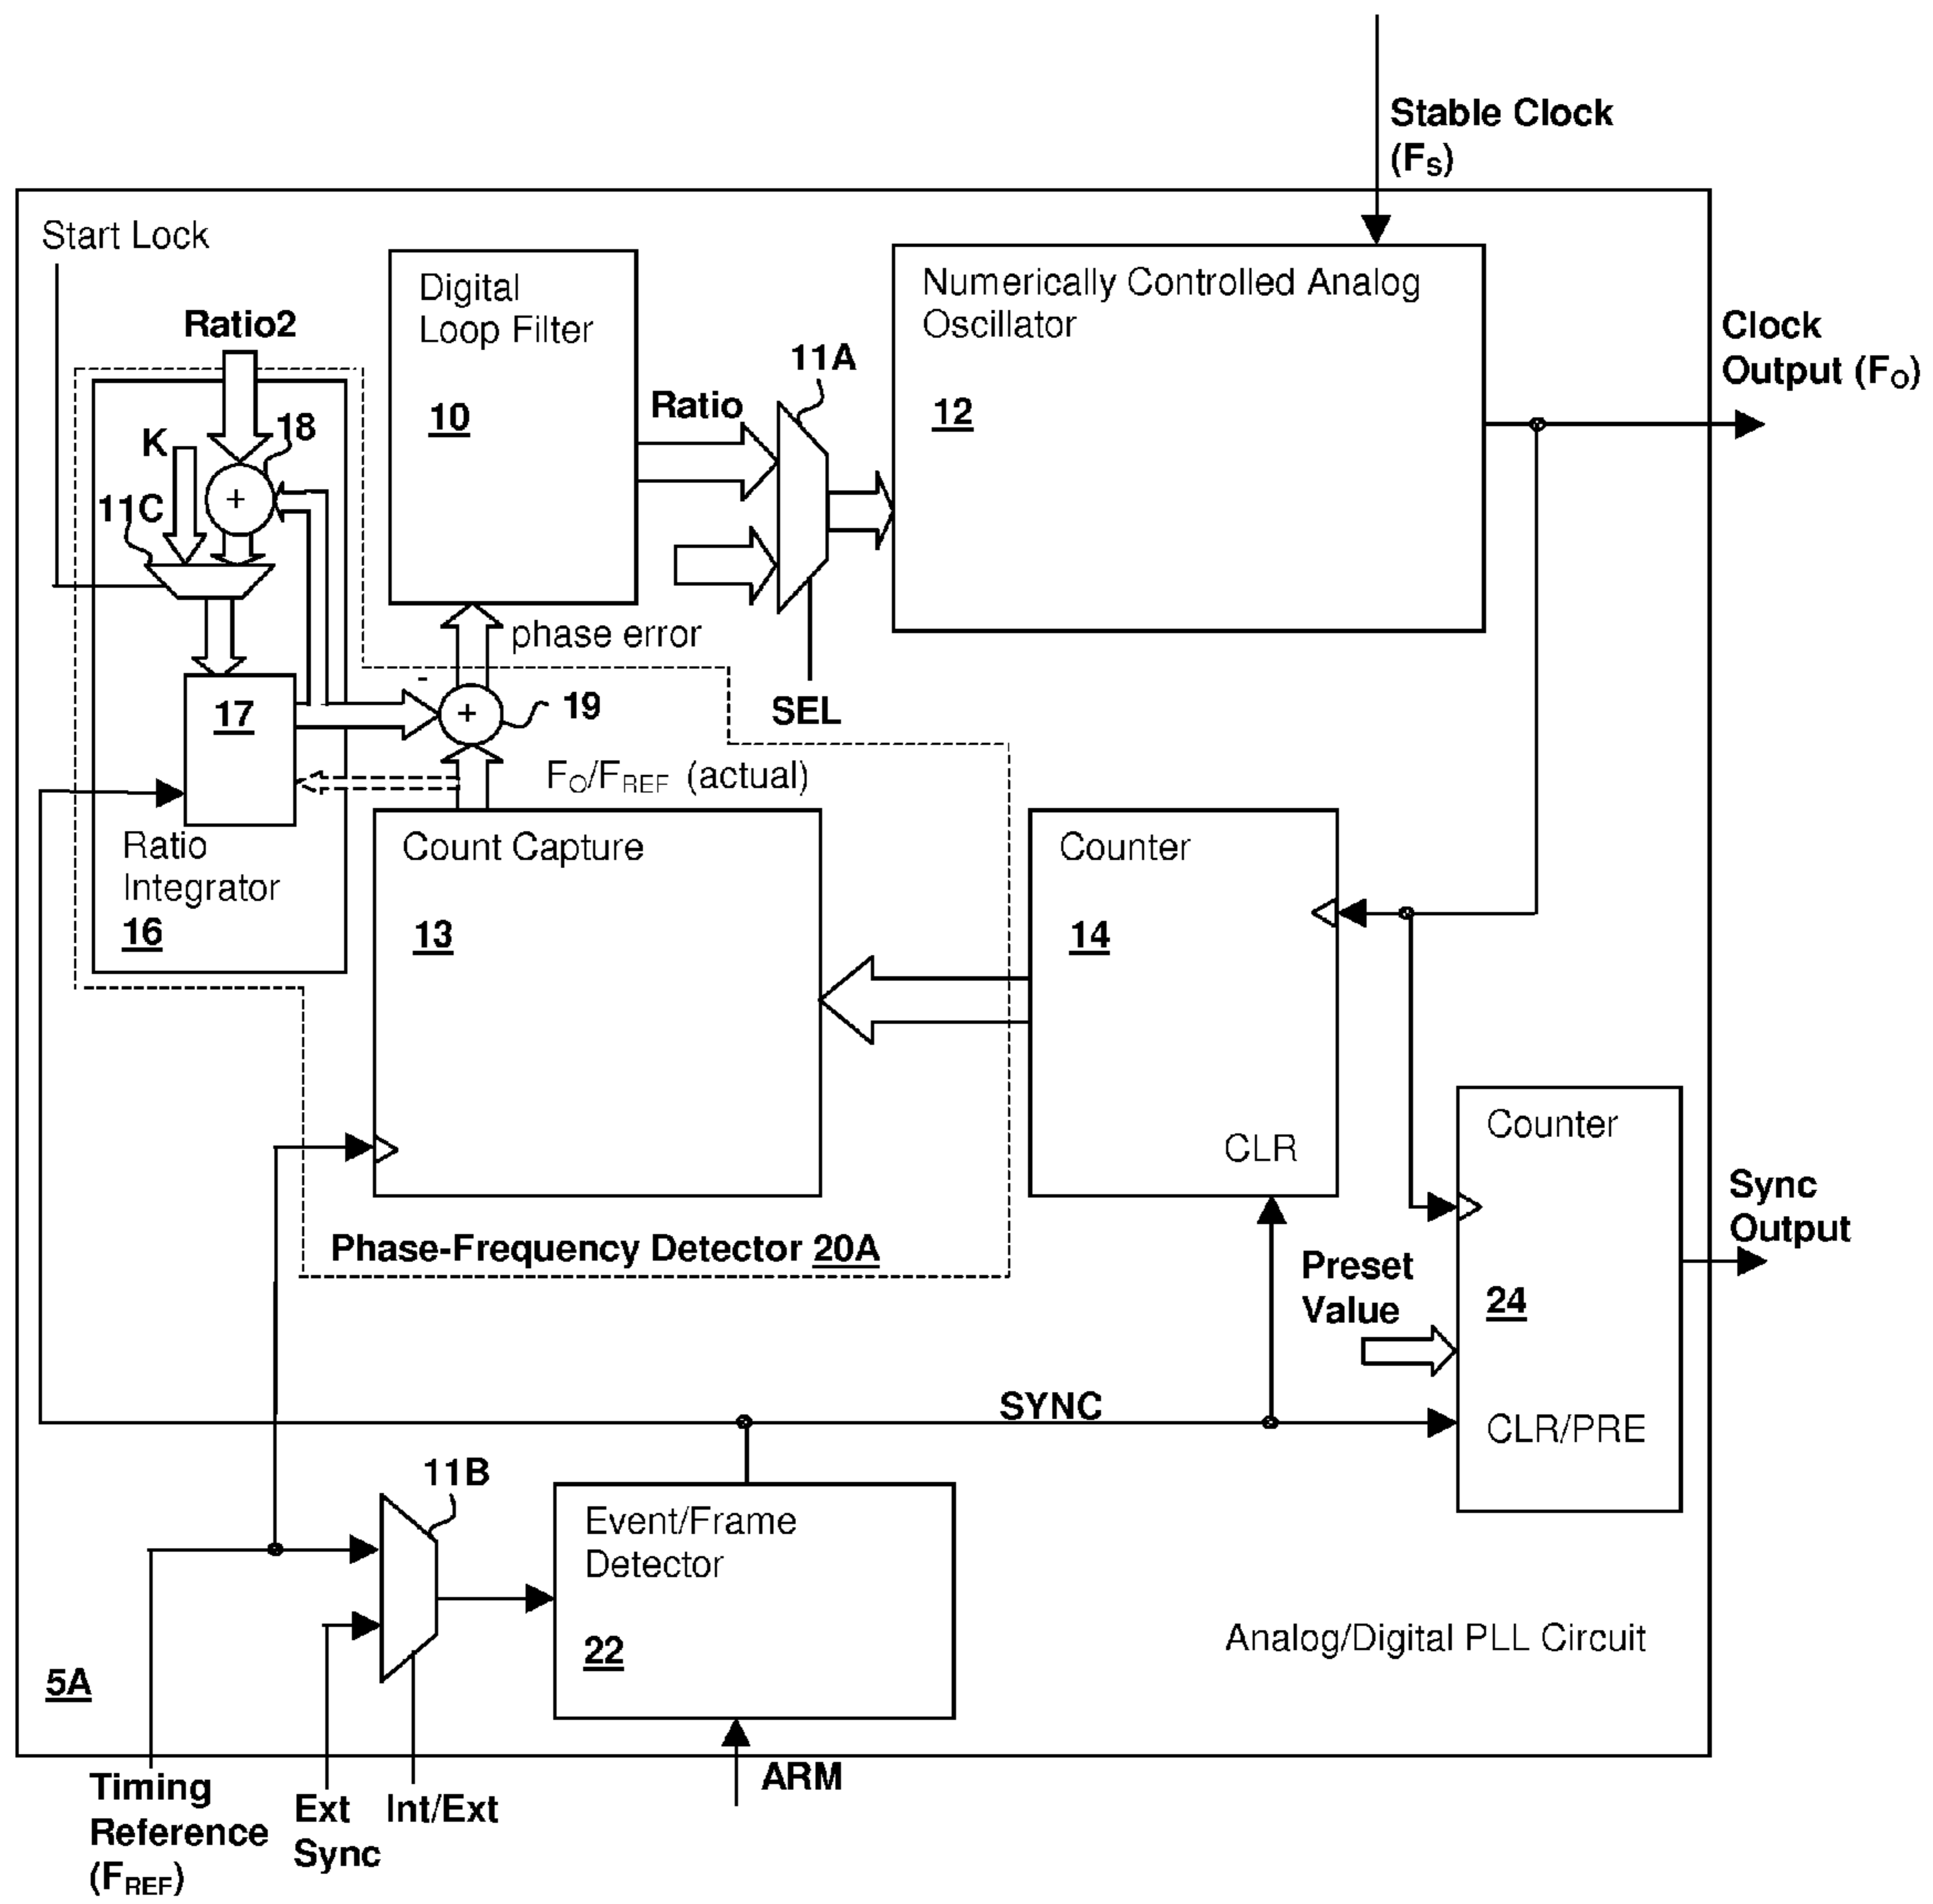 Stable Clock
(FS)
Start Lock
Ratio2
K
18
11C
+
17
Ratio
Integrator
16
Digital
Loop Filter
10
Ratio
11A
SEL
Numerically Controlled Analog
Oscillator
12
Clock
Output (FO)
phase error
-
+
19
FO/FREF (actual)
Count Capture
13
Counter
14
CLR
Phase-Frequency Detector 20A
Counter
24
CLR/PRE
Preset
Value
Sync
Output
SYNC
11B
Event/Frame
Detector
22
Analog/Digital PLL Circuit
5A
Timing
Reference
(FREF)
Ext
Sync
Int/Ext
ARM